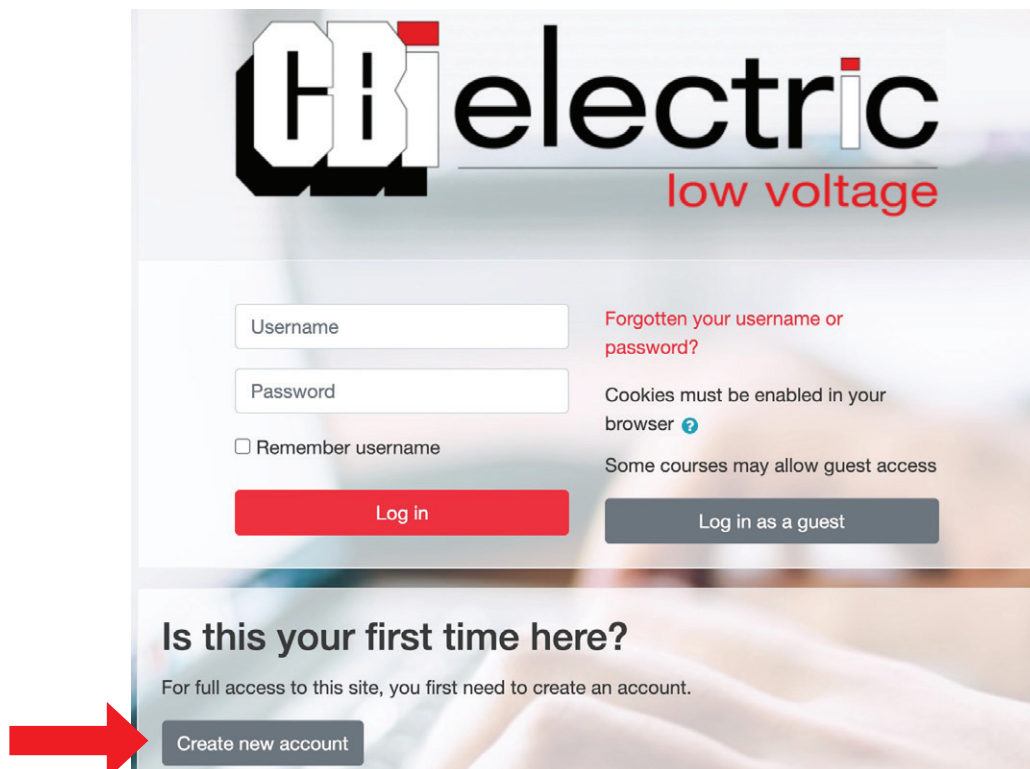 CBi electric
low voltage
Username
Password
Remember username
Log in
Forgotten your username or
password?
Cookies must be enabled in your
browser ?
Some courses may allow guest access
Log in as a guest
Is this your first time here?
For full access to this site, you first need to create an account.
Create new account